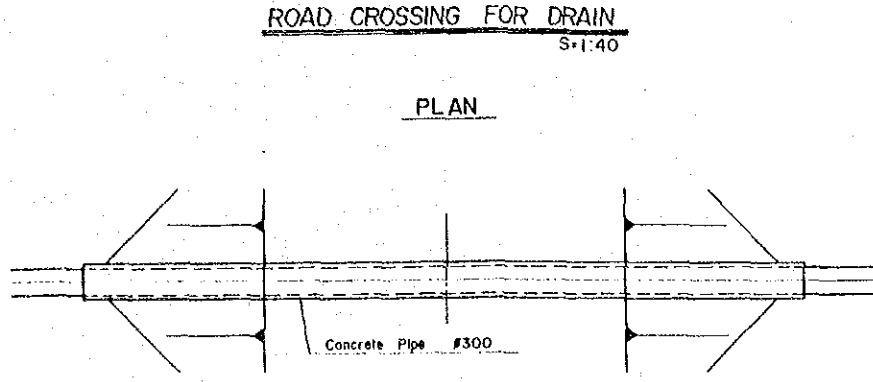 ROAD CROSSING FOR DRAIN
S=1:40
PLAN
Concrete Pipe ø300